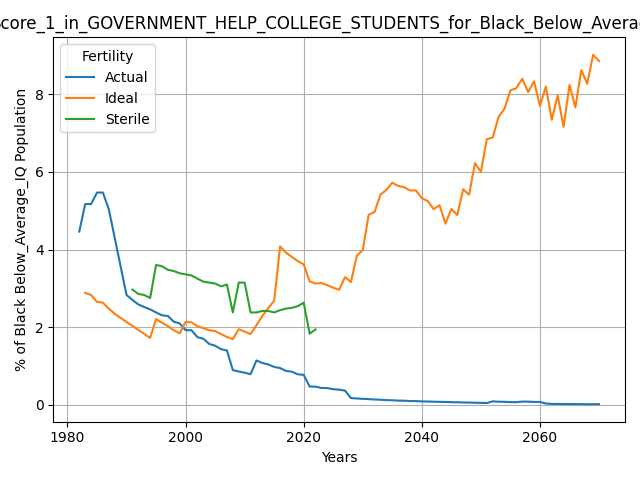 core_1_in_GOVERNMENT_HELP_COLLEGE_STUDENTS_for_Black_Below_Avera
Fertility
Actual
Ideal
Sterile
% of Black Below_Average_IQ Population
8
6
4
2
0
1980
2000
2020
2040
2060
Years